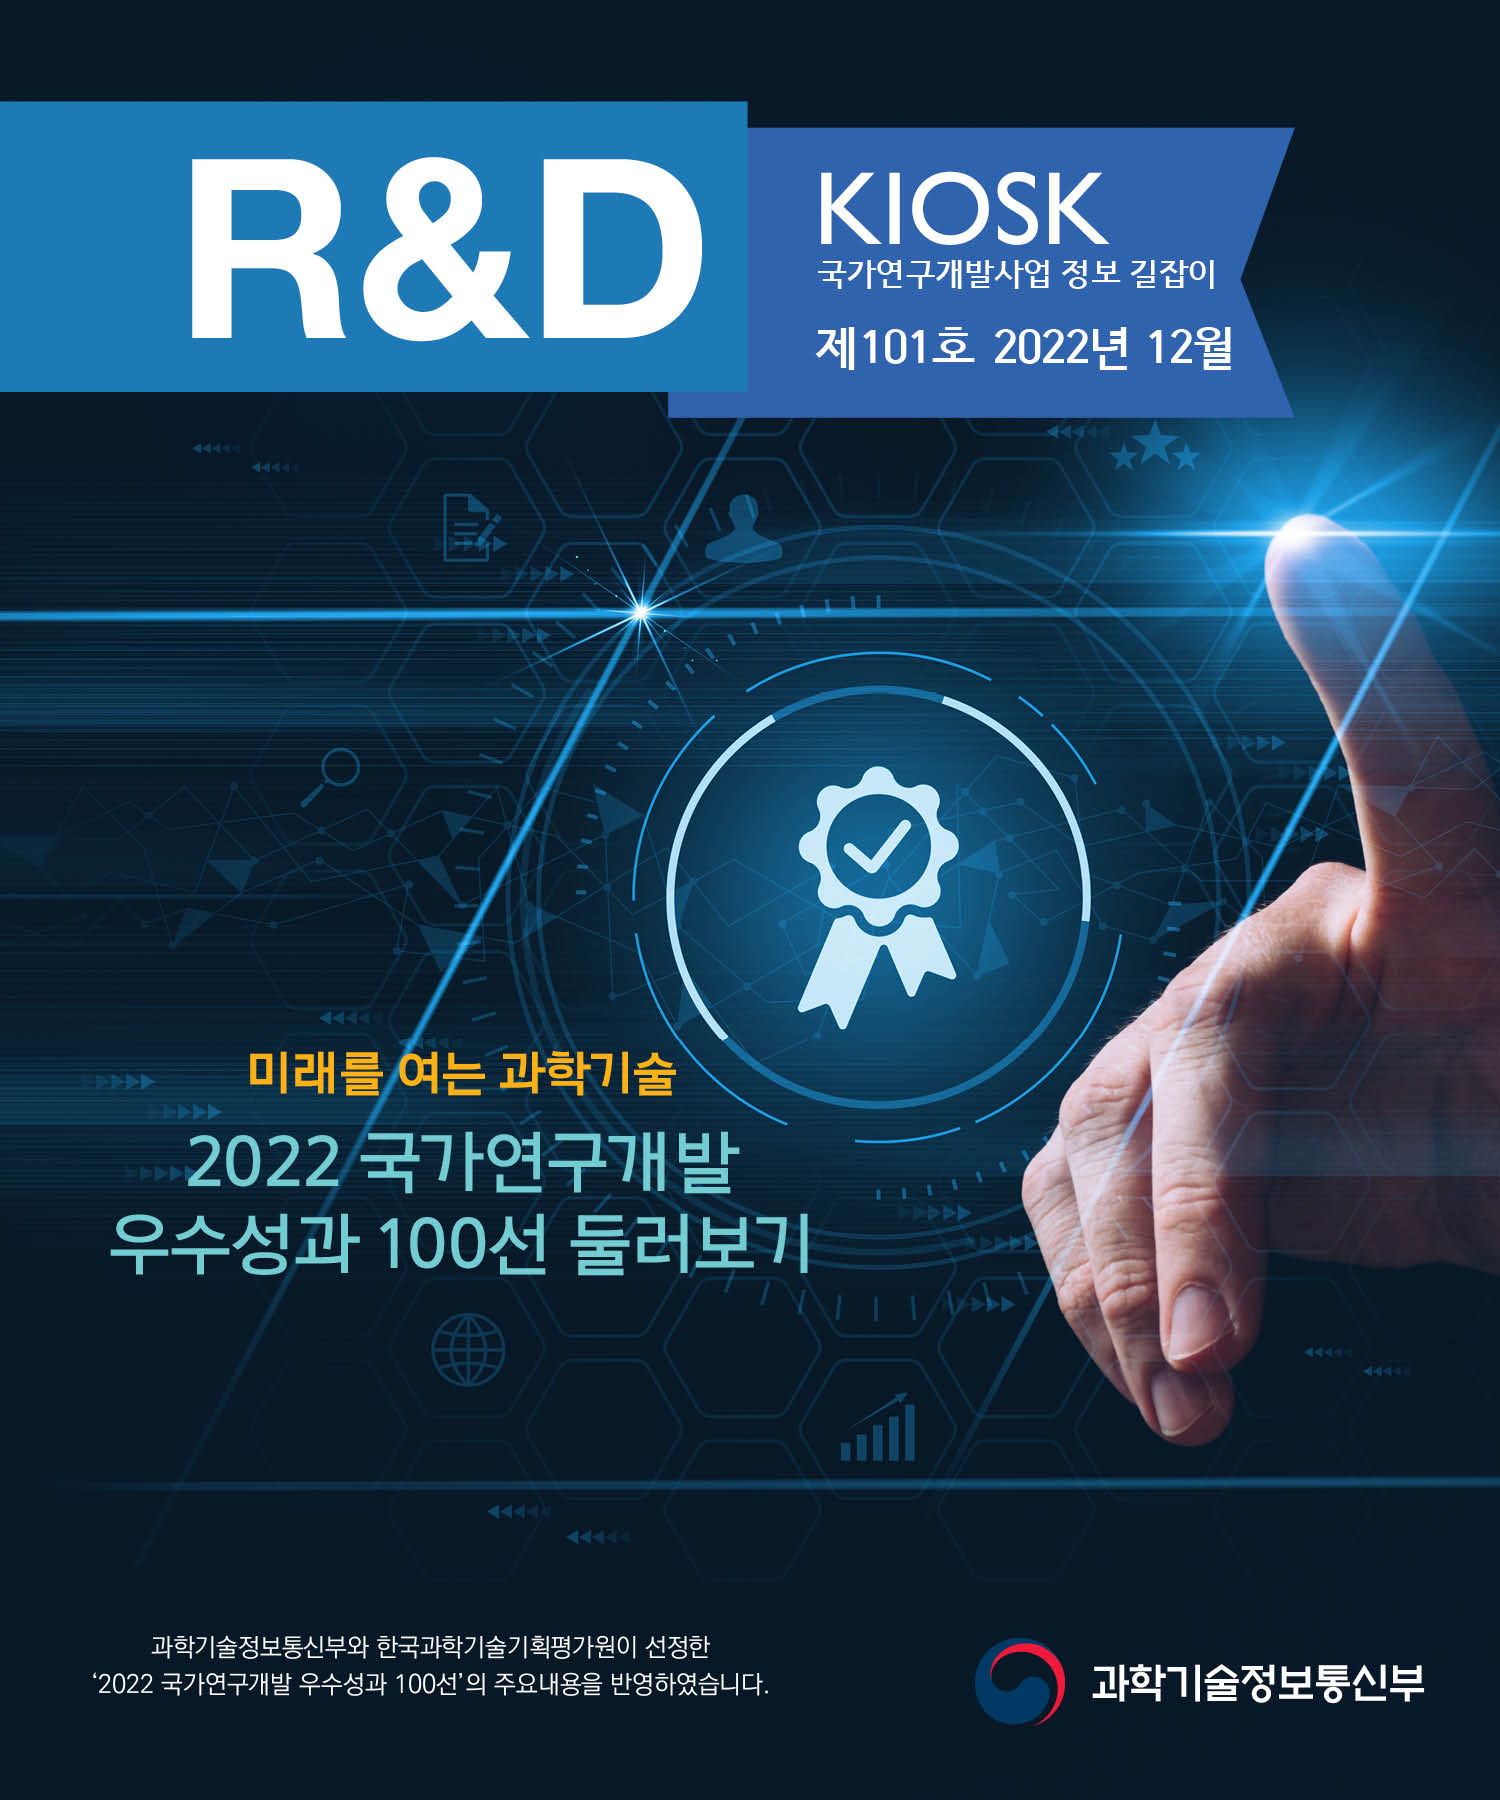 R&D
KIOSK
국가연구개발사업 정보 길잡이
제101호 2022년 12월
미래를 여는 과학기술
2022 국가연구개발
우수성과 100선 둘러보기
과학기술정보통신부와 한국과학기술기획평가원이 선정한
‘2022 국가연구개발 우수성과 100선’의 주요내용을 반영하였습니다.
과학기술정보통신부